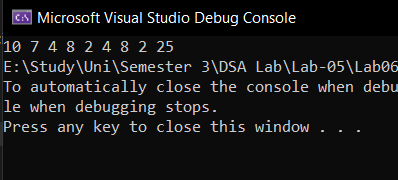 Microsoft Visual Studio Debug Console
10 7 4 8 2 4 8 2 25
E:\Study\Uni\Semester 3\DSA Lab\Lab-05\Lab06
To automatically close the console when debu
le when debugging stops.
Press any key to close this window . . .